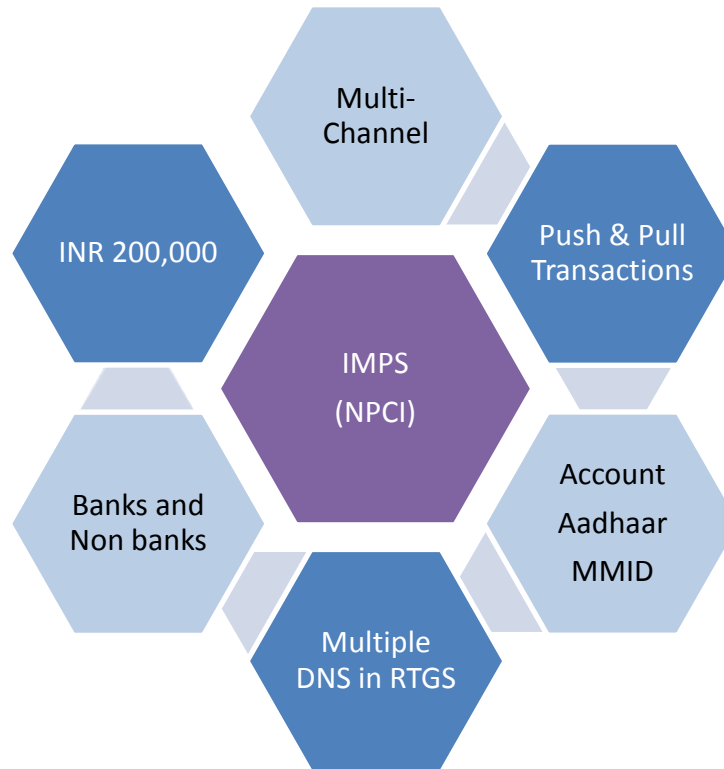 Multi-
Channel
INR 200,000
Push & Pull
Transactions
IMPS
(NPCI)
Banks and
Non banks
Account
Aadhaar
MMID
Multiple
DNS in RTGS